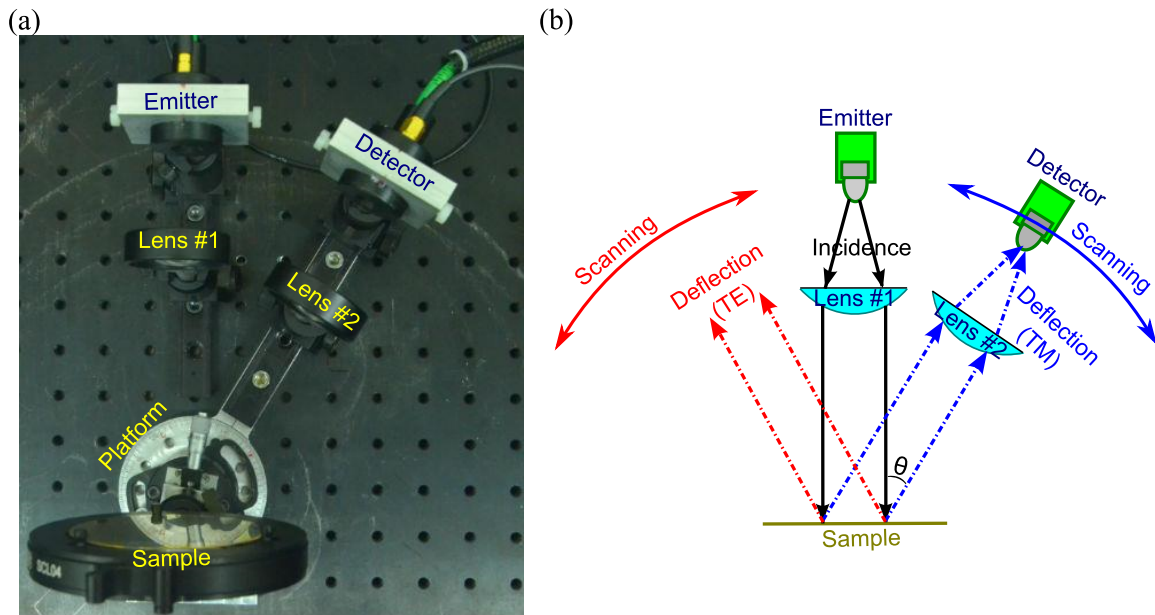 (a)
Emitter
Detector
Lens #1
Lens #2
Platform
Sample
SCL04
(b)
Emitter
Detector
Scanning
Incidence
Scanning
Deflection
(TE)
Lens #1
Lens #2
Deflection
(TM)
θ
Sample